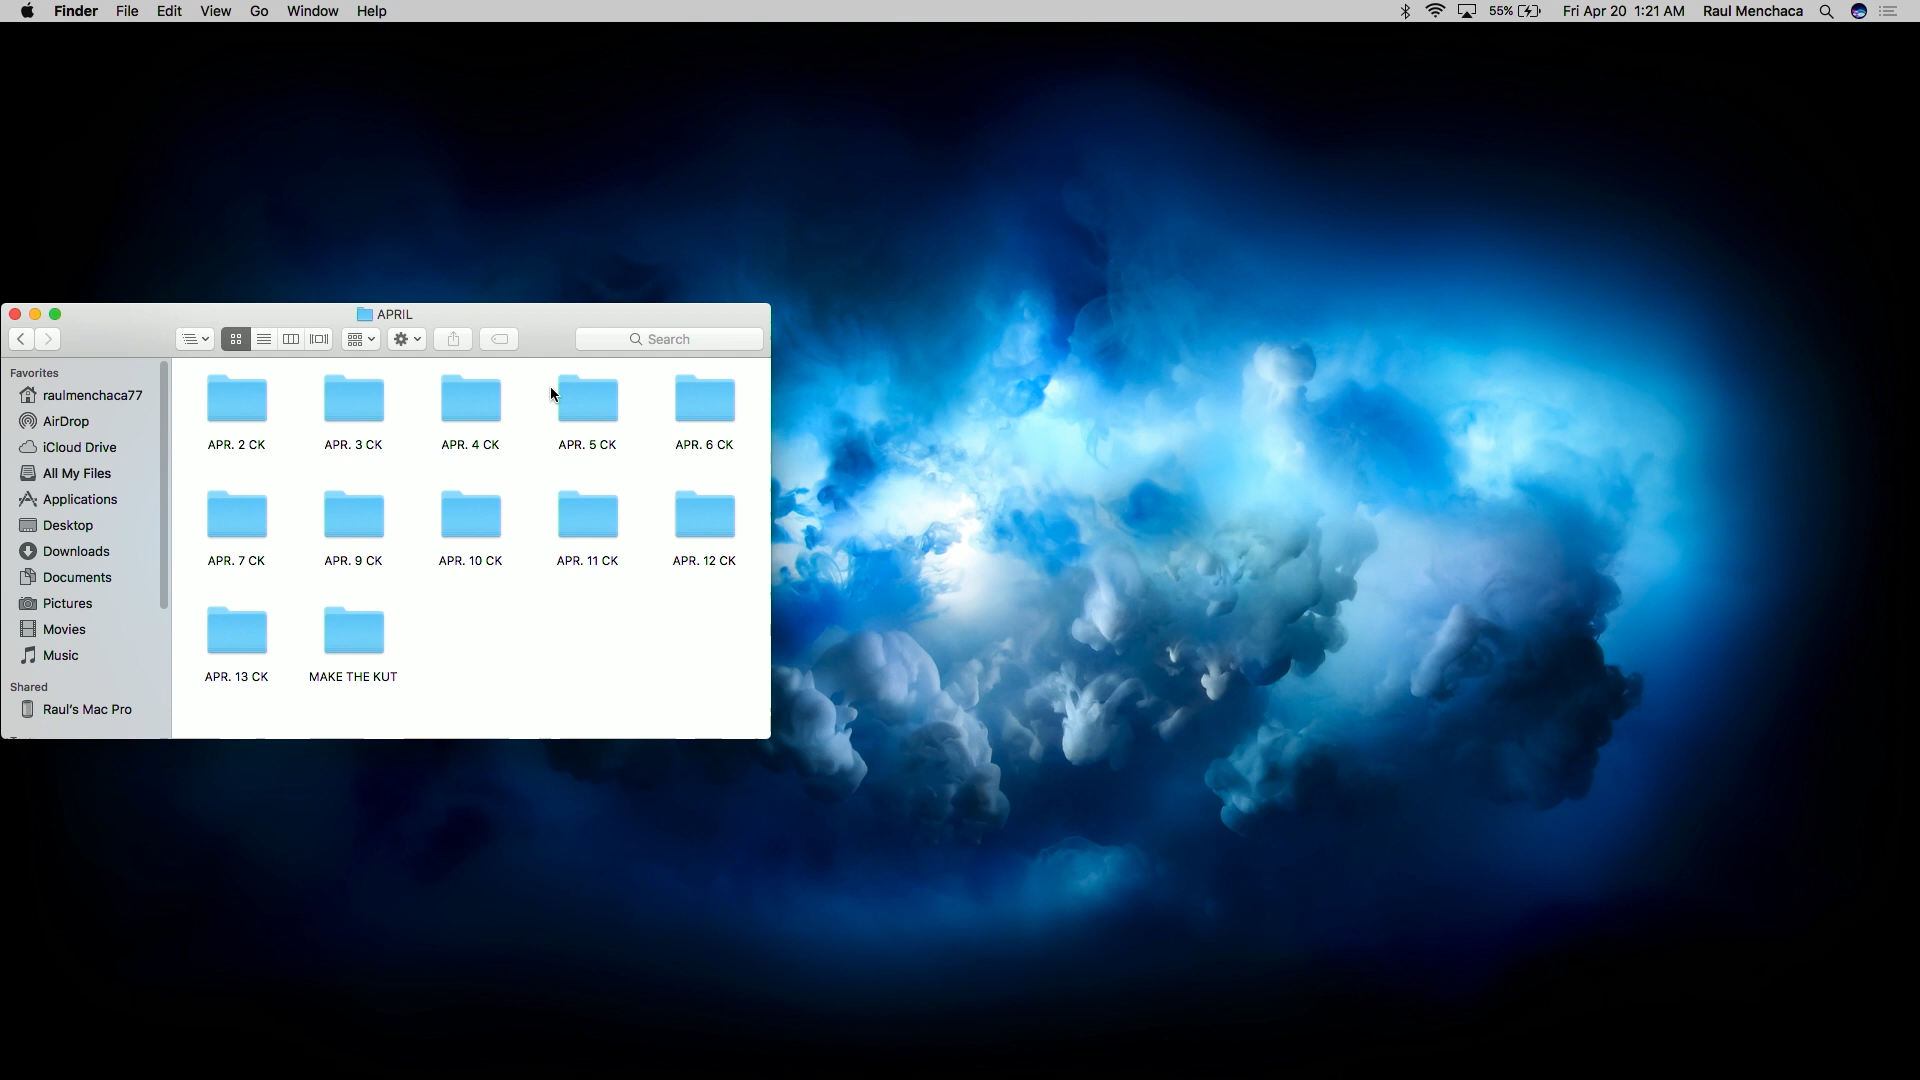 Finder File Edit View Go Window Help 55% Fri Apr 20 1:21 AM Raul Menchaca
APRIL
Search
Favorites
raulmenchaca77
AirDrop
iCloud Drive
All My Files
Applications
Desktop
Downloads
Documents
Pictures
Movies
Music
Shared
Raul's Mac Pro
APR. 2 CK APR. 3 CK APR. 4 CK APR. 5 CK APR. 6 CK
APR. 7 CK APR. 9 CK APR. 10 CK APR. 11 CK APR. 12 CK
APR. 13 CK MAKE THE KUT